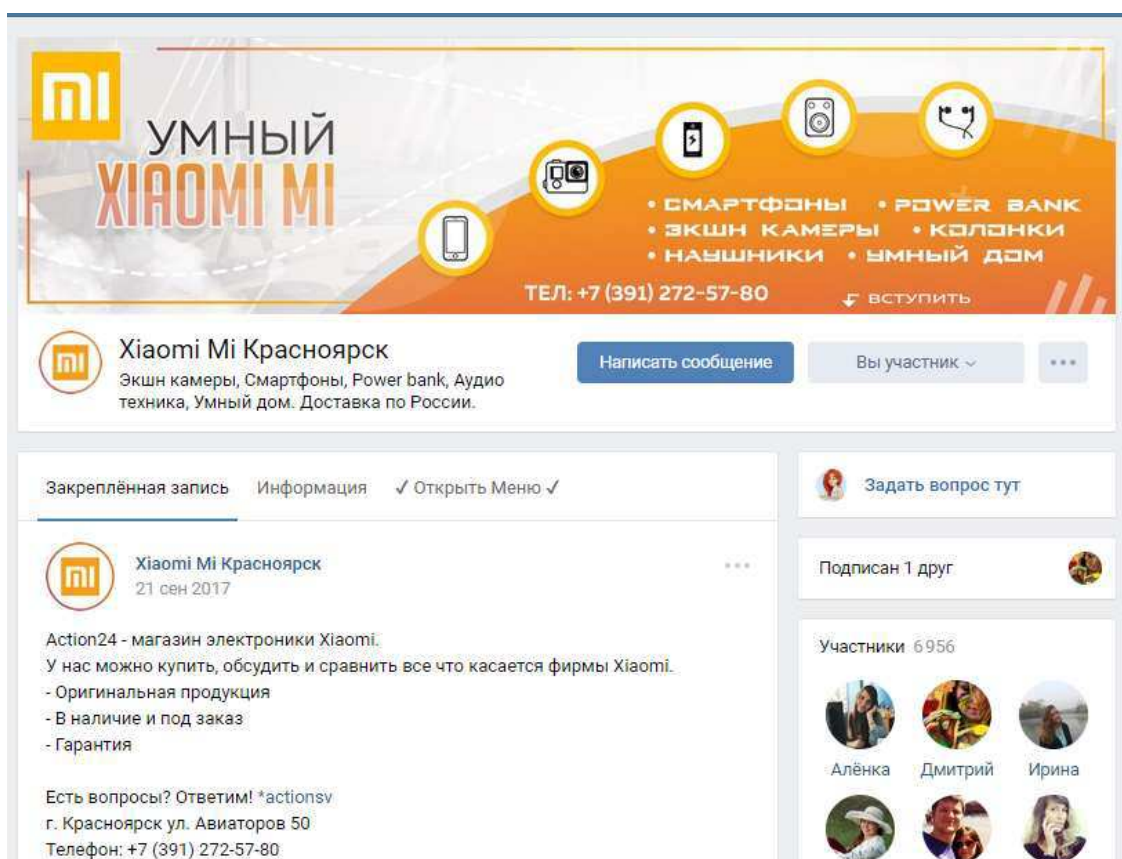 УМНЫЙ
XIAOMI MI
• СМАРТФОНЫ • POWER BANK
• ЭКШН КАМЕРЫ • КОЛОНКИ
• НАУШНИКИ • УМНЫЙ ДОМ
ТЕЛ: +7 (391) 272-57-80
ВСТУПИТЬ
Xiaomi Mi Красноярск
Экшн камеры, Смартфоны, Power bank, Аудио
техника, Умный дом. Доставка по России.
Написать сообщение
Вы участник
Закреплённая запись Информация ✓ Открыть Меню ✓
Задать вопрос тут
Xiaomi Mi Красноярск
21 сен 2017
Подписан 1 друг
Action24 - магазин электроники Xiaomi.
У нас можно купить, обсудить и сравнить все что касается фирмы Xiaomi.
- Оригинальная продукция
- В наличие и под заказ
- Гарантия
Есть вопросы? Ответим! *actionsv
г. Красноярск ул. Авиаторов 50
Телефон: +7 (391) 272-57-80
Участники 6956
Алёнка Дмитрий Ирина